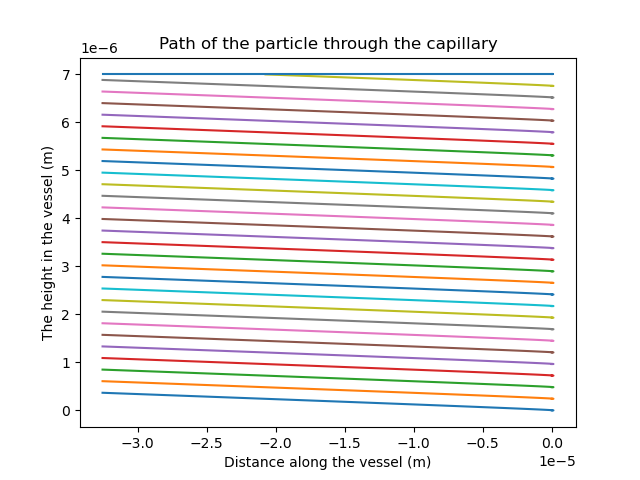 Path of the particle through the capillary
1e−6
7
6
5
4
3
2
1
0
The height in the vessel (m)
−3.0 −2.5 −2.0 −1.5 −1.0 −0.5 0.0
Distance along the vessel (m)
1e−5